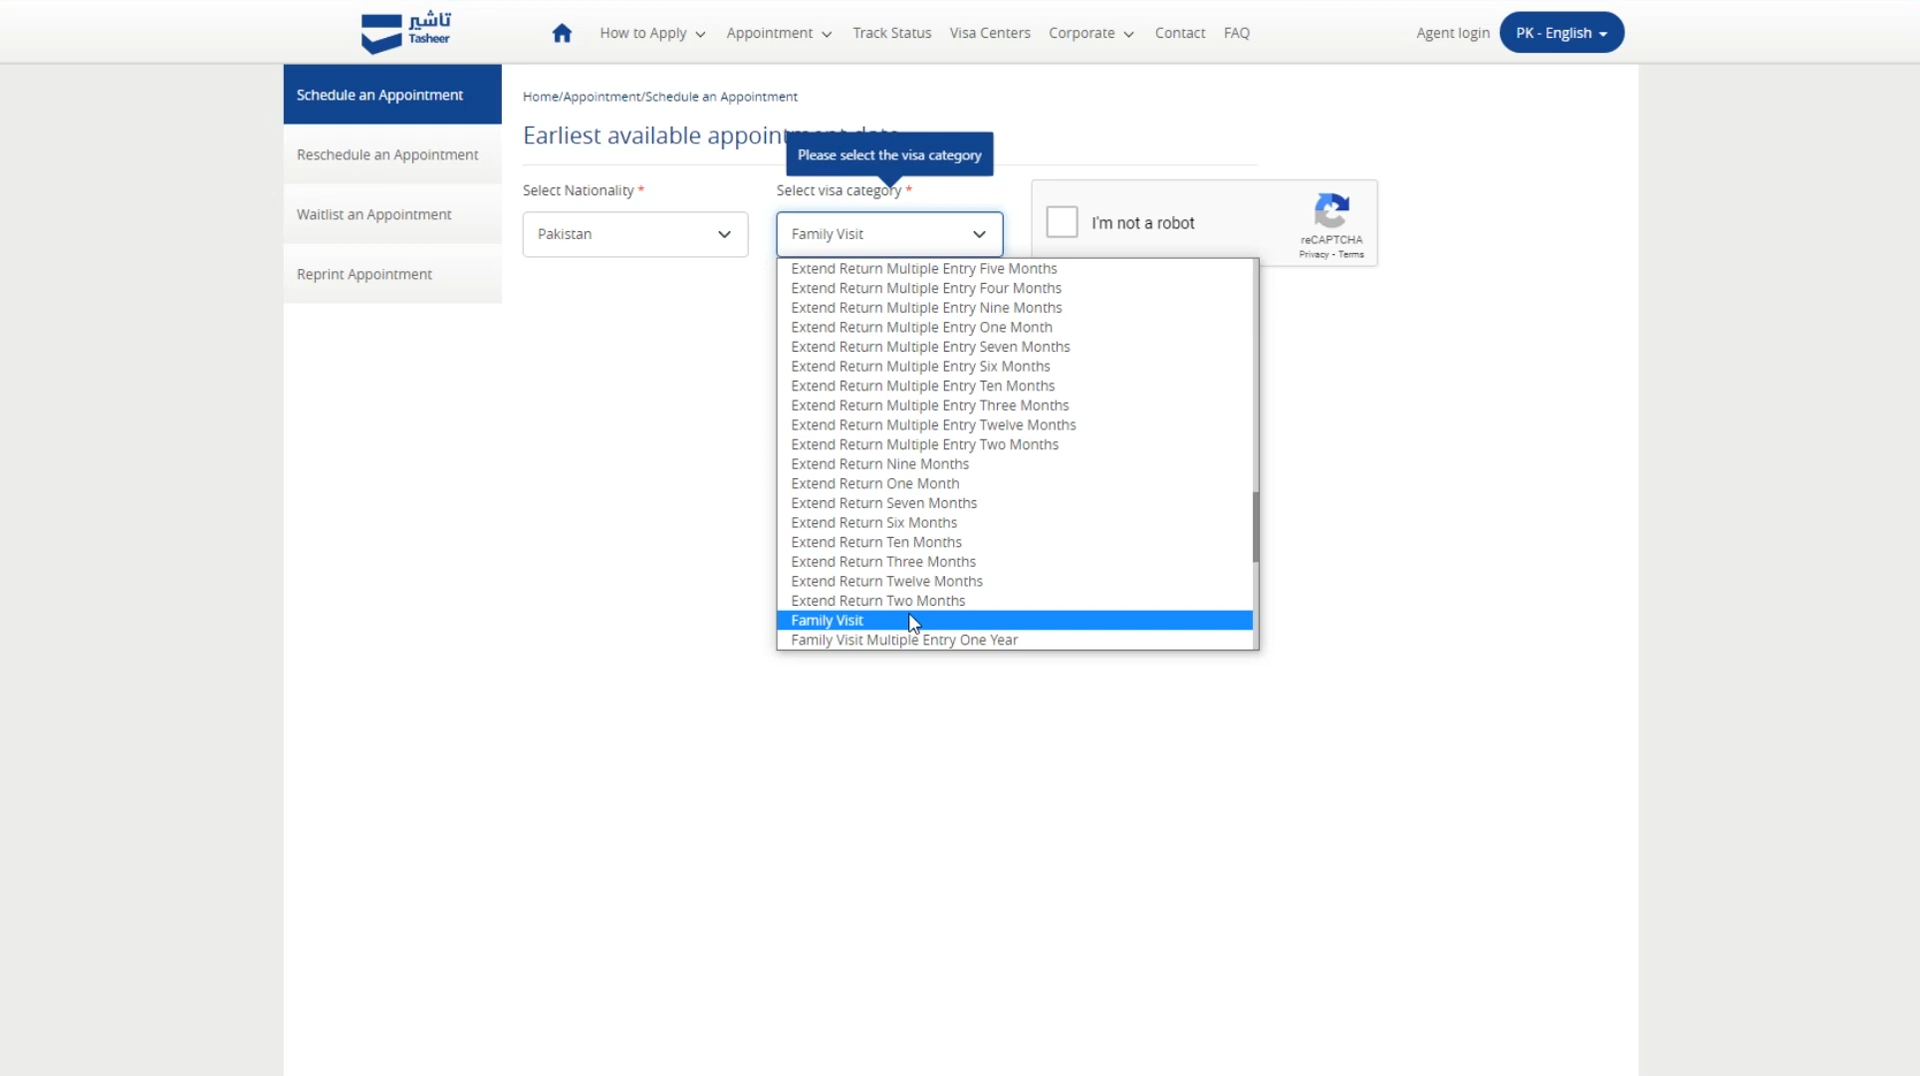 تاشير
Tasheer
How to Apply
Appointment
Track Status
Visa Centers
Corporate
Contact
FAQ
Agent login
PK - English
Schedule an Appointment
Reschedule an Appointment
Waitlist an Appointment
Reprint Appointment
Home/Appointment/Schedule an Appointment
Earliest available appointment date
Please select the visa category
Select Nationality *
Pakistan
Select visa category *
Family Visit
I'm not a robot
reCAPTCHA
Privacy - Terms
Extend Return Multiple Entry Five Months
Extend Return Multiple Entry Four Months
Extend Return Multiple Entry Nine Months
Extend Return Multiple Entry One Month
Extend Return Multiple Entry Seven Months
Extend Return Multiple Entry Six Months
Extend Return Multiple Entry Ten Months
Extend Return Multiple Entry Three Months
Extend Return Multiple Entry Twelve Months
Extend Return Multiple Entry Two Months
Extend Return Nine Months
Extend Return One Month
Extend Return Seven Months
Extend Return Six Months
Extend Return Ten Months
Extend Return Three Months
Extend Return Twelve Months
Extend Return Two Months
Family Visit
Family Visit Multiple Entry One Year